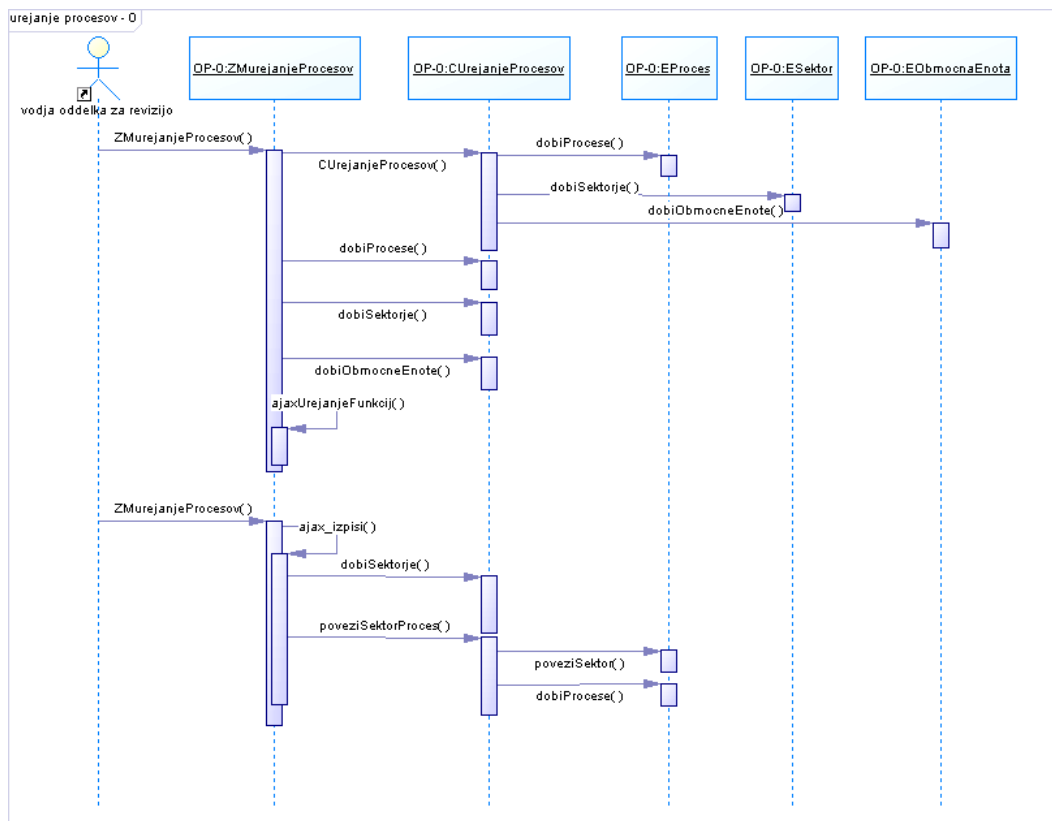 urejanje procesov - 0
vodja oddelka za revizijo
OP-0:ZMurejanjeProcesov
OP-0:CUrejanjeProcesov
OP-0:EProces
OP-0:ESektor
OP-0:EObmocnaEnota
ZMurejanjeProcesov()
CUrejanjeProcesov()
dobiProcese()
dobiSektorje()
dobiObmocneEnote()
dobiProcese()
dobiSektorje()
dobiObmocneEnote()
ajaxUrejanjeFunkcij()
ZMurejanjeProcesov()
ajax_izpisi()
dobiSektorje()
poveziSektorProces()
poveziSektor()
dobiProcese()